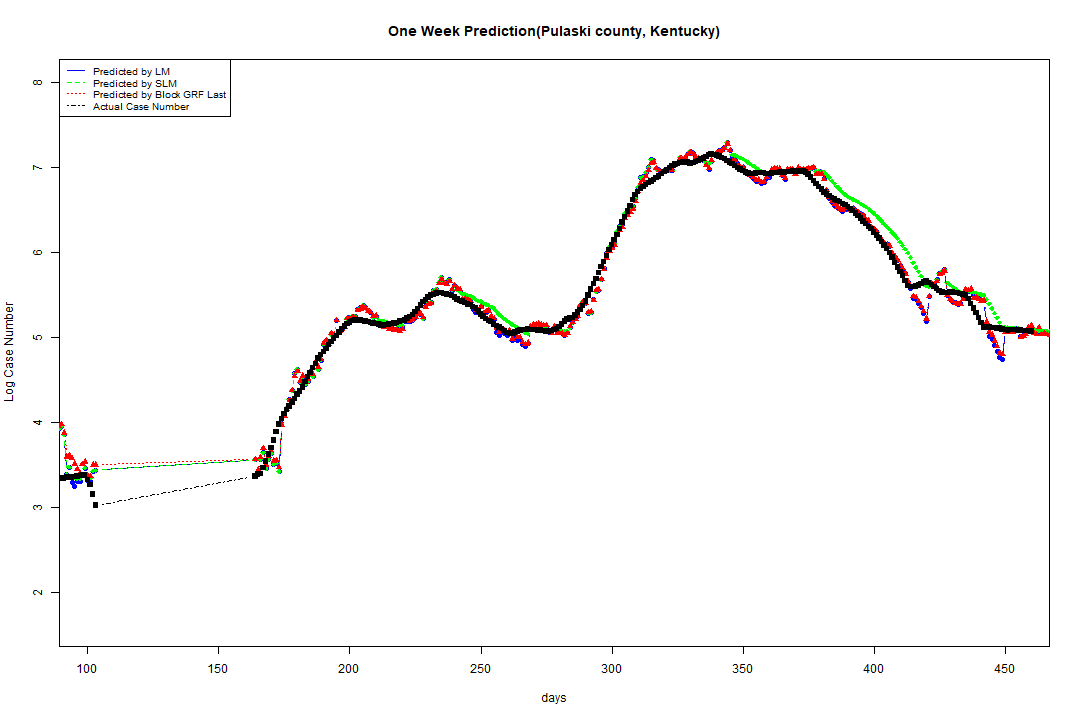 One Week Prediction(Pulaski county, Kentucky)
Predicted by LM
Predicted by SLM
Predicted by Block GRF Last
Actual Case Number
8
7
6
5
4
3
2
Log Case Number
100 150 200 250 300 350 400 450
days